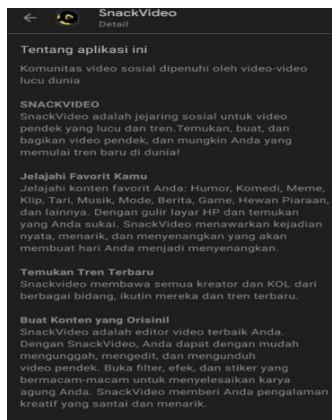 SnackVideo
Detail
Tentang aplikasi ini
Komunitas video sosial dipenuhi oleh video-video
lucu dunia
SNACKVIDEO
SnackVideo adalah jejaring sosial untuk video
pendek yang lucu dan tren.Temukan, buat, dan
bagikan video pendek, dan mungkin Anda yang
memulai tren baru di dunia!
Jelajahi Favorit Kamu
Jelajahi konten favorit Anda: Humor, Komedi, Meme,
Klip, Tari, Musik, Mode, Berita, Game, Hewan Piaraan,
dan lainnya. Dengan gulir layar HP dan temukan
yang Anda sukai. SnackVideo menawarkan kejadian
nyata, menarik, dan menyenangkan yang akan
membuat hari Anda menjadi menyenangkan.
Temukan Tren Terbaru
Snackvideo membawa semua kreator dan KOL dari
berbagai bidang, ikutin mereka dan tren terbaru.
Buat Konten yang Orisinil
SnackVideo adalah editor video terbaik Anda.
Dengan SnackVideo, Anda dapat dengan mudah
mengunggah, mengedit, dan mengunduh
video pendek. Buka filter, efek, dan stiker yang
bermacam-macam untuk menyelesaikan karya
agung Anda. SnackVideo memberi Anda pengalaman
kreatif yang santai dan menarik.